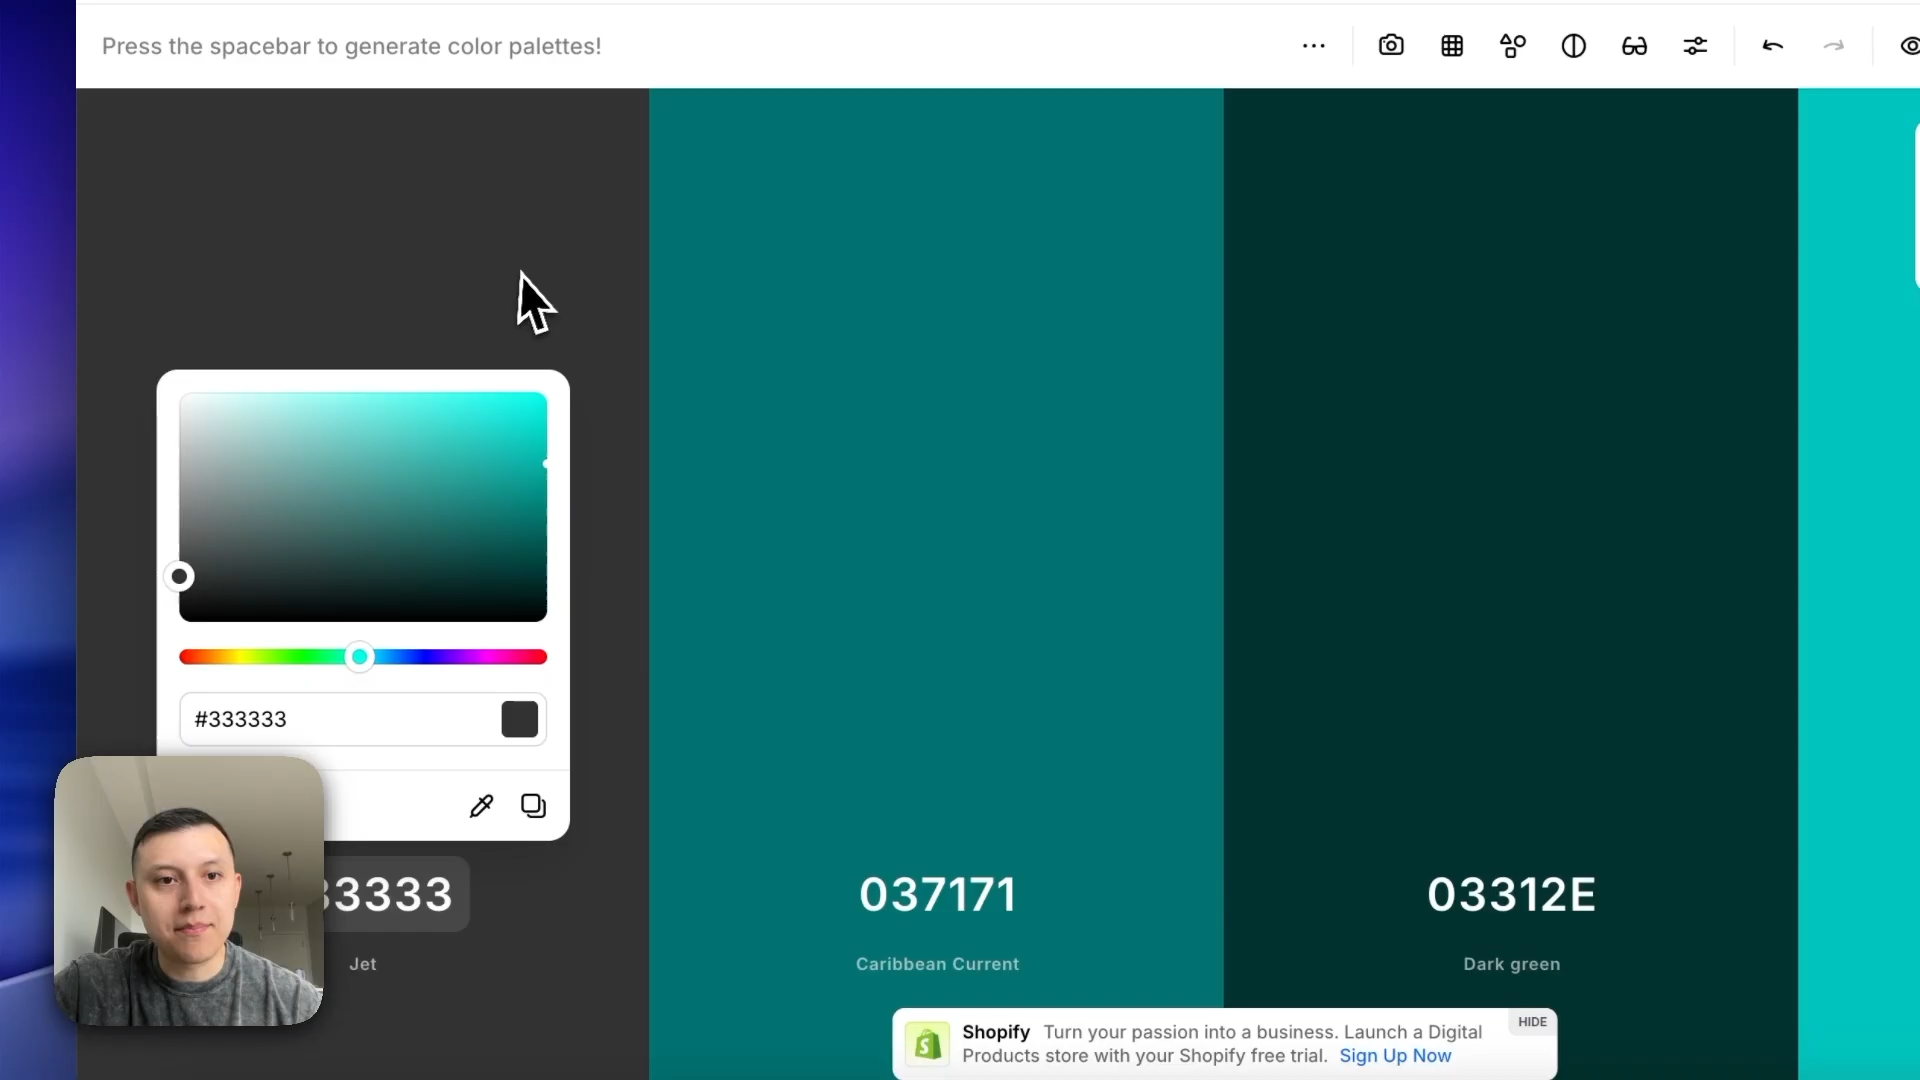 Press the spacebar to generate color palettes!
#333333
33333
Jet
037171
Caribbean Current
03312E
Dark green
Shopify Turn your passion into a business. Launch a Digital
Products store with your Shopify free trial. Sign Up Now
HIDE